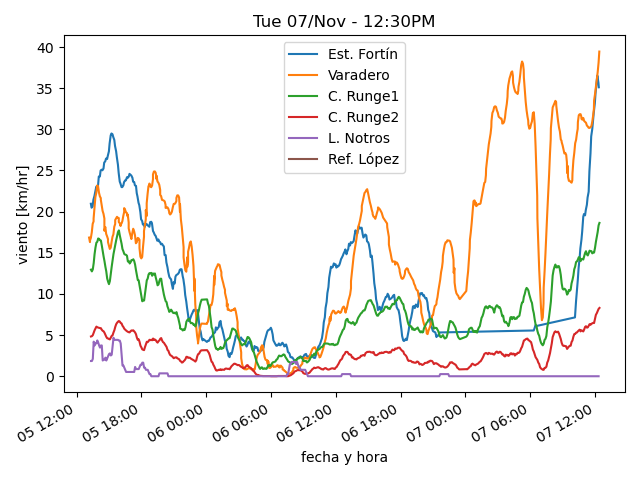 Tue 07/Nov - 12:30PM
Est. Fortín
Varadero
C. Runge1
C. Runge2
L. Notros
Ref. López
viento [km/hr]
40
35
30
25
20
15
10
5
0
05 12:00
05 18:00
06 00:00
06 06:00
06 12:00
06 18:00
07 00:00
07 06:00
07 12:00
fecha y hora